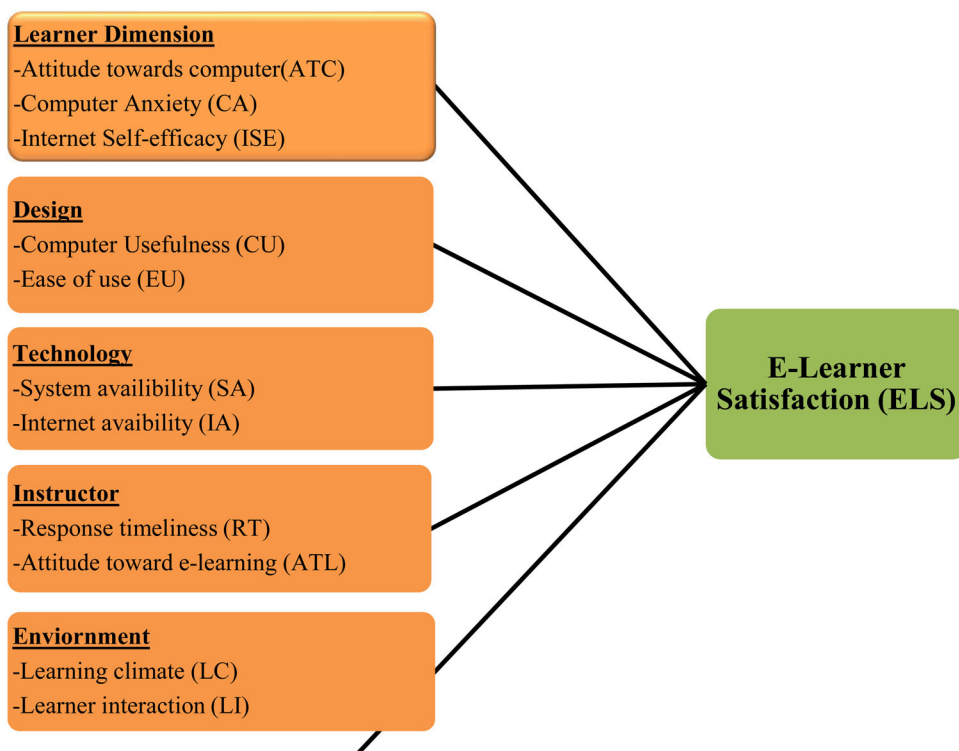 Learner Dimension
-Attitude towards computer(ATC)
-Computer Anxiety (CA)
-Internet Self-efficacy (ISE)
Design
-Computer Usefulness (CU)
-Ease of use (EU)
Technology
-System availibility (SA)
-Internet avaibility (IA)
Instructor
-Response timeliness (RT)
-Attitude toward e-learning (ATL)
Enviornment
-Learning climate (LC)
-Learner interaction (LI)
E-Learner
Satisfaction (ELS)